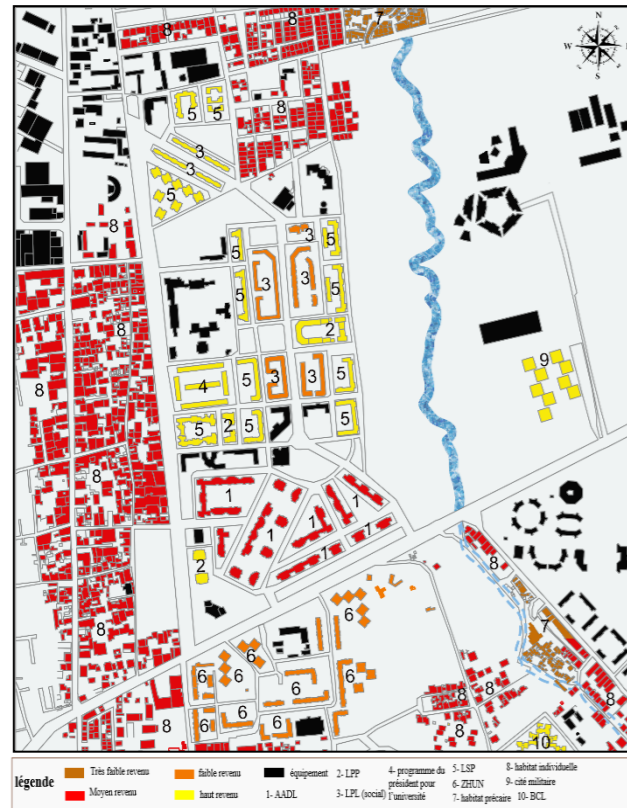 8
8
7
N
W
S
5
5
8
3
3
5
8
5
3
5
3
3
5
5
8
2
9
8
4
5
3
3
5
5
2
5
5
8
1
1
1
1
1
2
8
7
6
6
6
6
6
6
6
6
8
8
8
8
8
8
10
légende
Très faible revenu
faible revenu
équipement
2- LPP
4- programme du
président pour
l'université
5- LSP
8- habitat individuelle
Moyen revenu
haut revenu
1- AADL
3- LPL (social)
6- ZHUN
9- cité militaire
7- habitat précaire
10- BCL